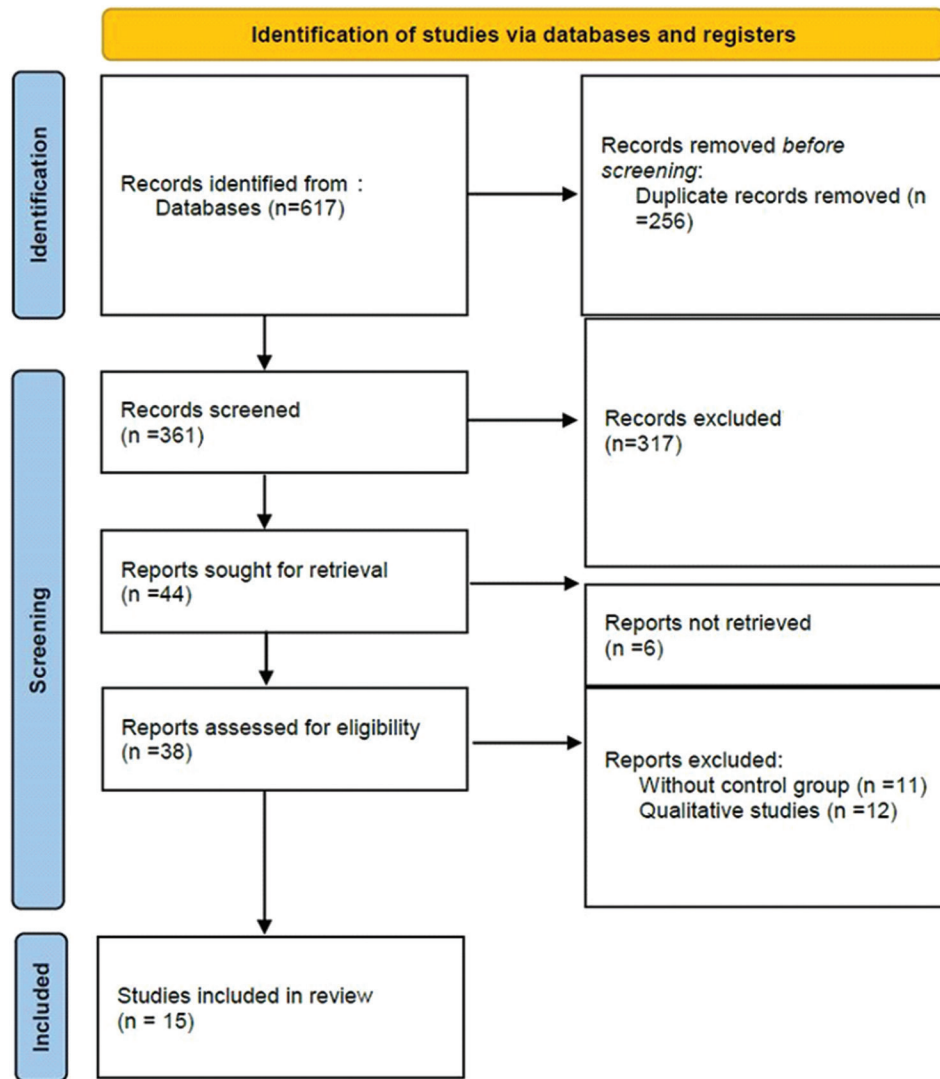 Identification of studies via databases and registers
Identification
Records identified from :
Databases (n=617)
Records removed before
screening:
Duplicate records removed (n
=256)
Screening
Records screened
(n =361)
Records excluded
(n=317)
Reports sought for retrieval
(n =44)
Reports not retrieved
(n =6)
Reports assessed for eligibility
(n =38)
Reports excluded:
Without control group (n =11)
Qualitative studies (n =12)
Included
Studies included in review
(n = 15)